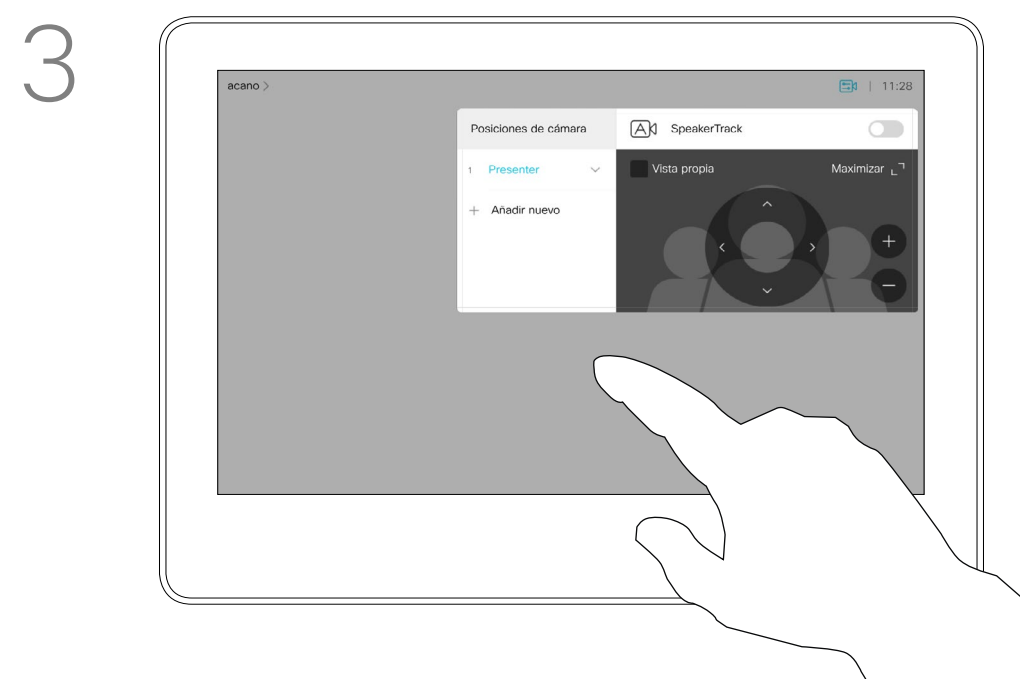 3
acano >
11:28
Posiciones de cámara
SpeakerTrack
1 Presenter
Vista propia
Maximizar
+ Añadir nuevo